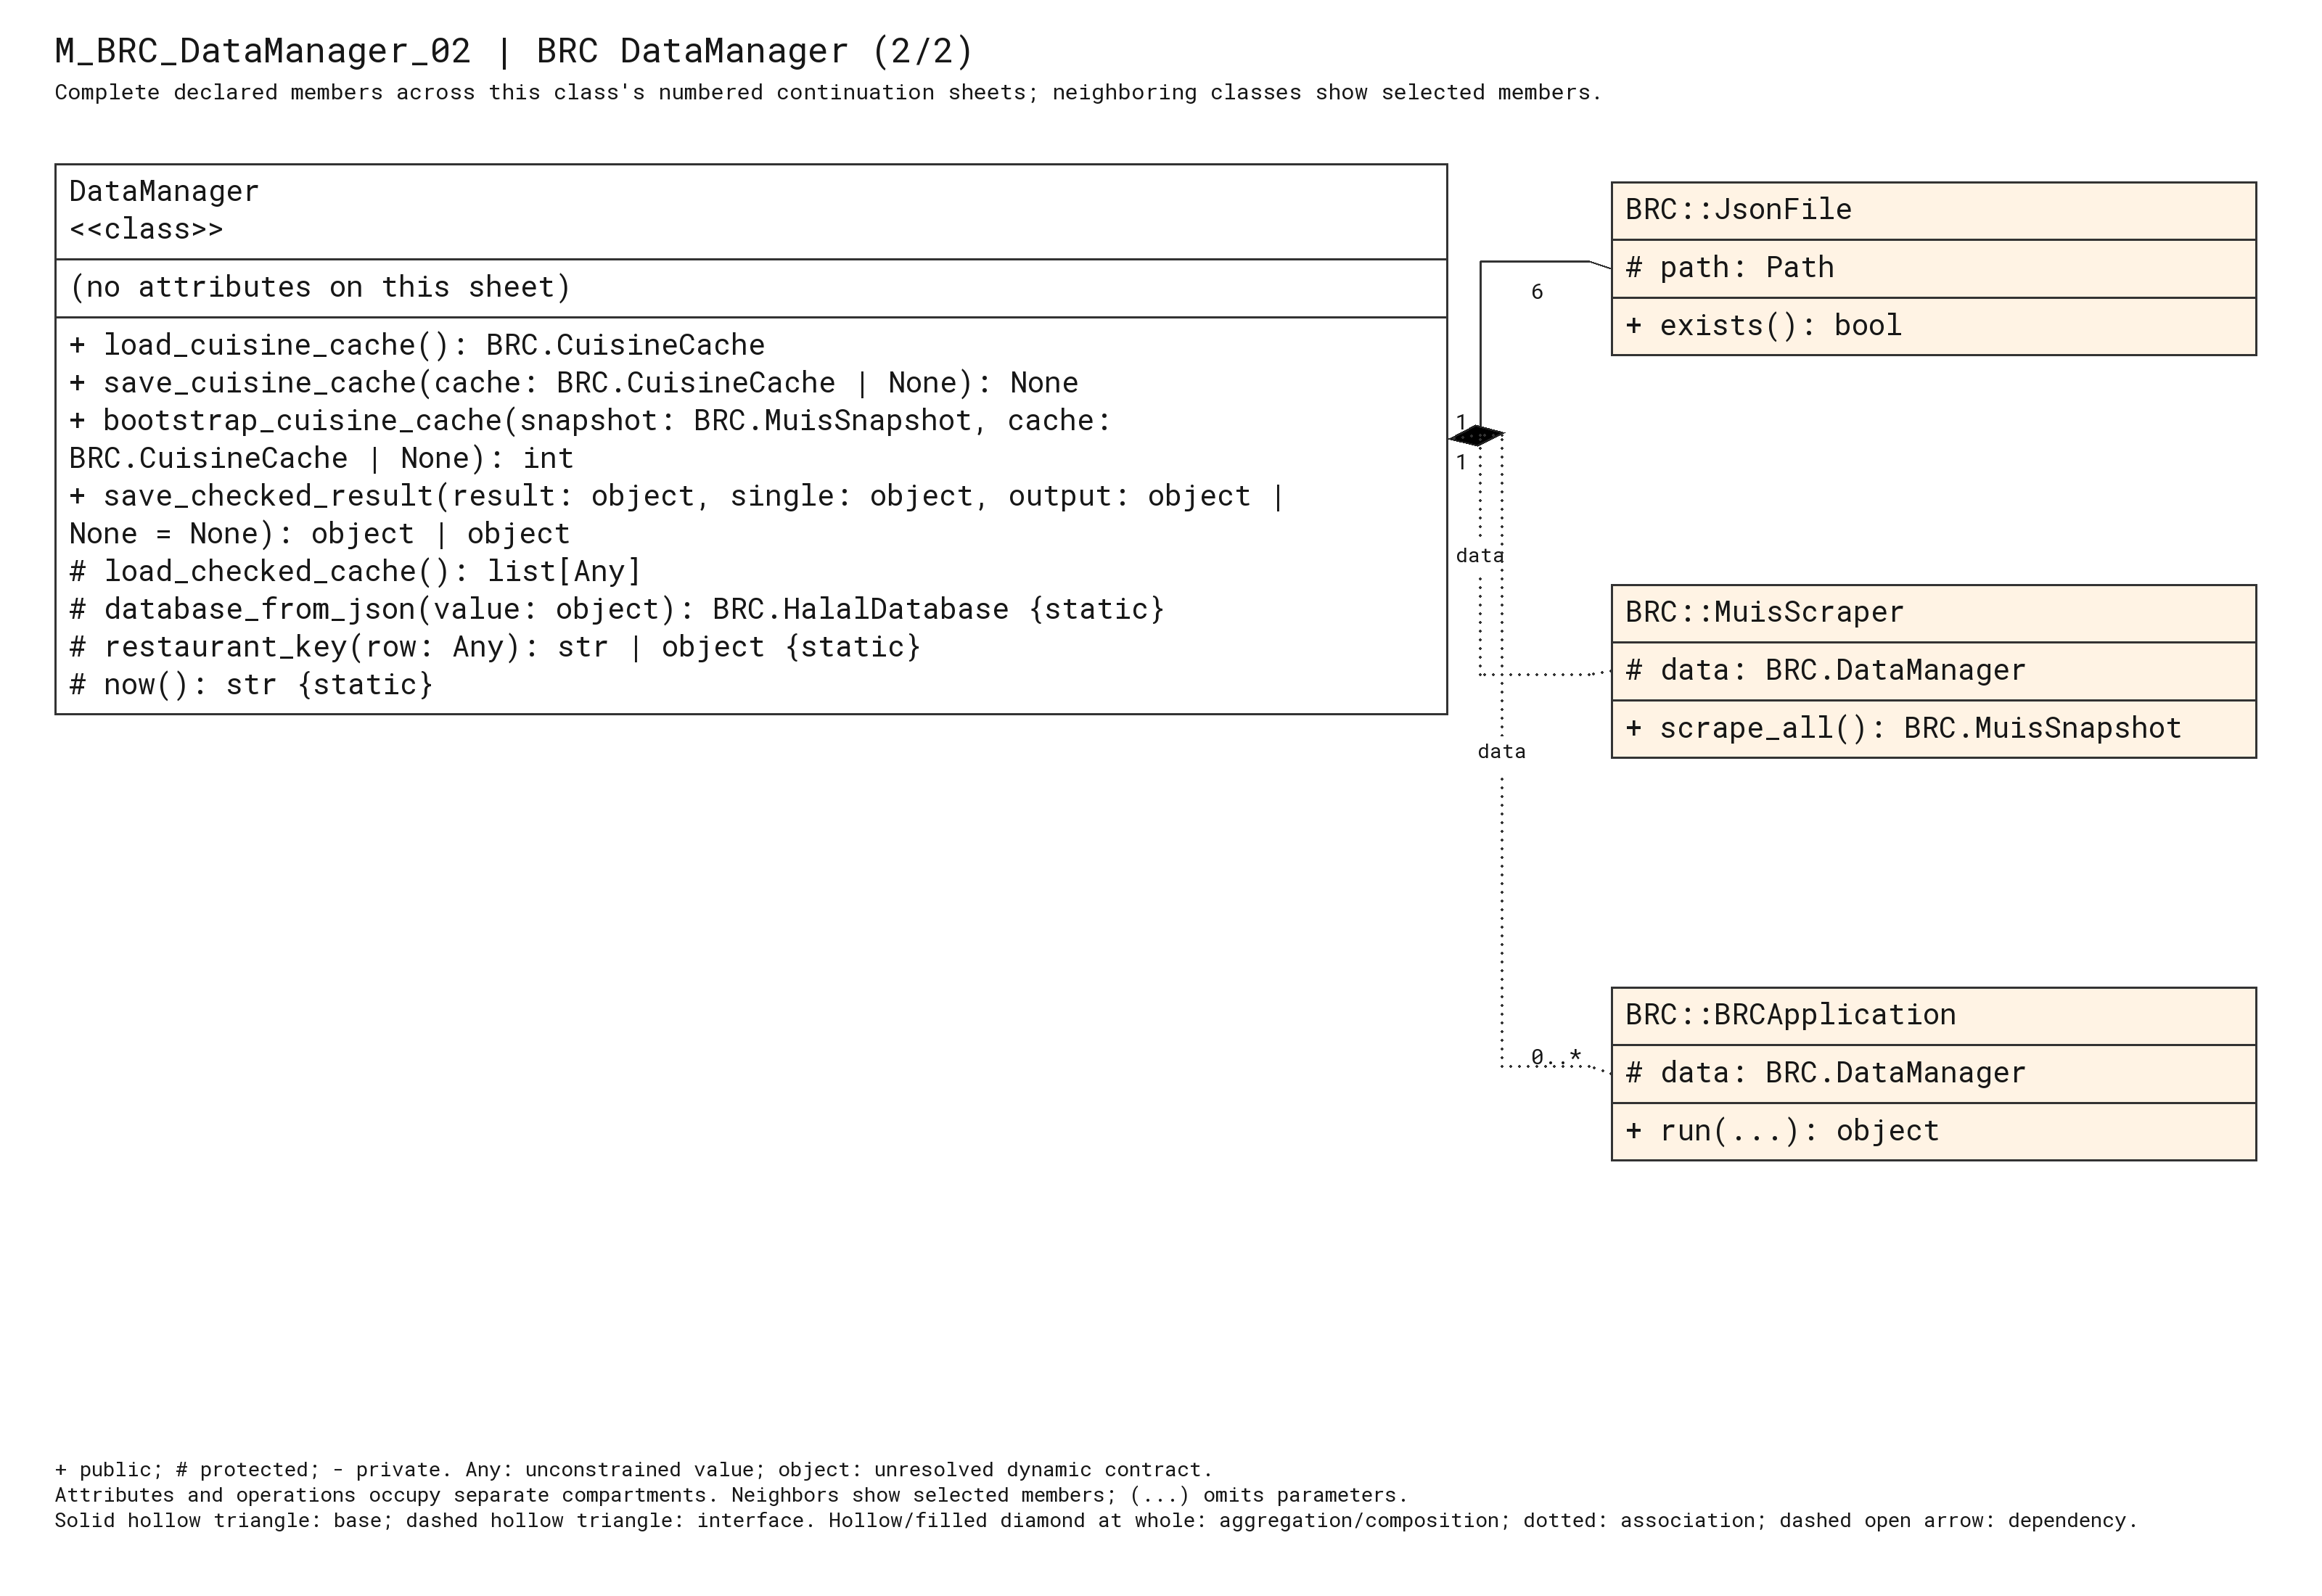 M_BRC_DataManager_02 | BRC DataManager (2/2)
Complete declared members across this class's numbered continuation sheets; neighboring classes show selected members.
DataManager
<<class>>
(no attributes on this sheet)
+ load_cuisine_cache(): BRC.CuisineCache
+ save_cuisine_cache(cache: BRC.CuisineCache | None): None
+ bootstrap_cuisine_cache(snapshot: BRC.MuisSnapshot, cache:
BRC.CuisineCache | None): int
+ save_checked_result(result: object, single: object, output: object |
None = None): object | object
# load_checked_cache(): list[Any]
# database_from_json(value: object): BRC.HalalDatabase {static}
# restaurant_key(row: Any): str | object {static}
# now(): str {static}
6
1
1
data
data
0..*
BRC::JsonFile
# path: Path
+ exists(): bool
BRC::MuisScraper
# data: BRC.DataManager
+ scrape_all(): BRC.MuisSnapshot
BRC::BRCApplication
# data: BRC.DataManager
+ run(...): object
+ public; # protected; - private. Any: unconstrained value; object: unresolved dynamic contract.
Attributes and operations occupy separate compartments. Neighbors show selected members; (...) omits parameters.
Solid hollow triangle: base; dashed hollow triangle: interface. Hollow/filled diamond at whole: aggregation/composition; dotted: association; dashed open arrow: dependency.